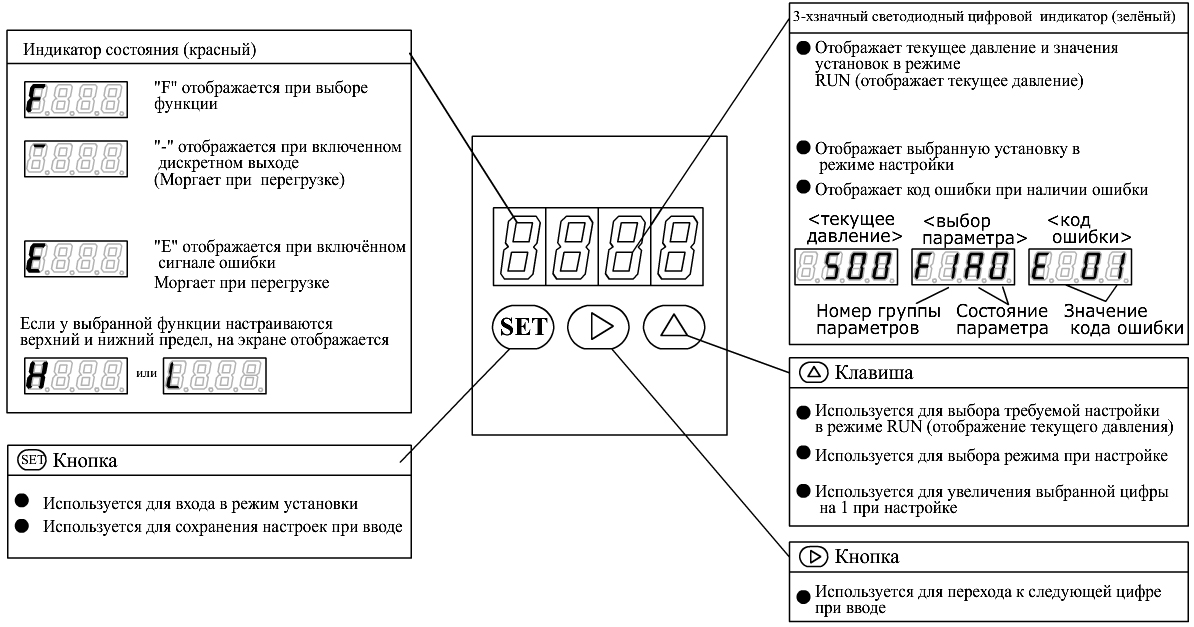 Индикатор состояния (красный)
F
"F" отображается при выборе
функции
-
"-" отображается при включенном
дискретном выходе
(Моргает при перегрузке)
E
"E" отображается при включённом
сигнале ошибки
Моргает при перегрузке
Если у выбранной функции настраиваются
верхний и нижний предел, на экране отображается
H или L
SET Кнопка
Используется для входа в режим установки
Используется для сохранения настроек при вводе
8888
SET
3-хзначный светодиодный цифровой индикатор (зелёный)
Отображает текущее давление и значения
установок в режиме
RUN (отображает текущее давление)
Отображает выбранную установку в
режиме настройки
Отображает код ошибки при наличии ошибки
<текущее
давление>
<выбор
параметра>
<код
ошибки>
500 F1A0 E 01
Номер группы
параметров
Состояние
параметра
Значение
кода ошибки
Клавиша
Используется для выбора требуемой настройки
в режиме RUN (отображение текущего давления)
Используется для выбора режима при настройке
Используется для увеличения выбранной цифры
на 1 при настройке
Кнопка
Используется для перехода к следующей цифре
при вводе